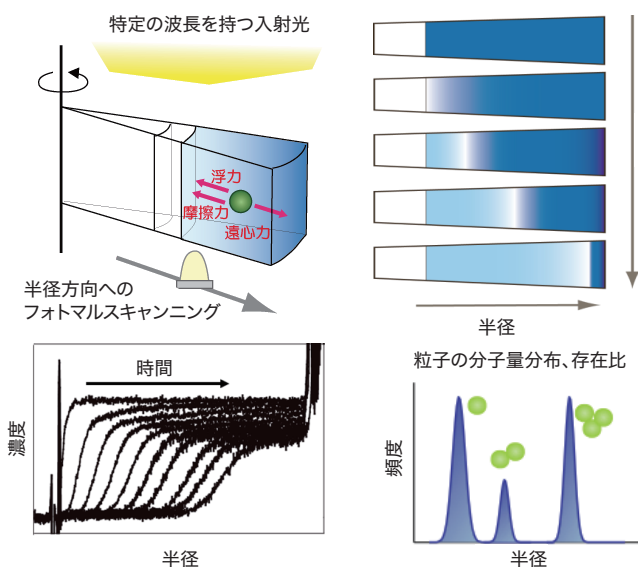 特定の波長を持つ入射光
浮力
摩擦力
遠心力
半径方向への
フォトマルスキャンニング
半径
時間
濃度
半径
粒子の分子量分布、存在比
頻度
半径